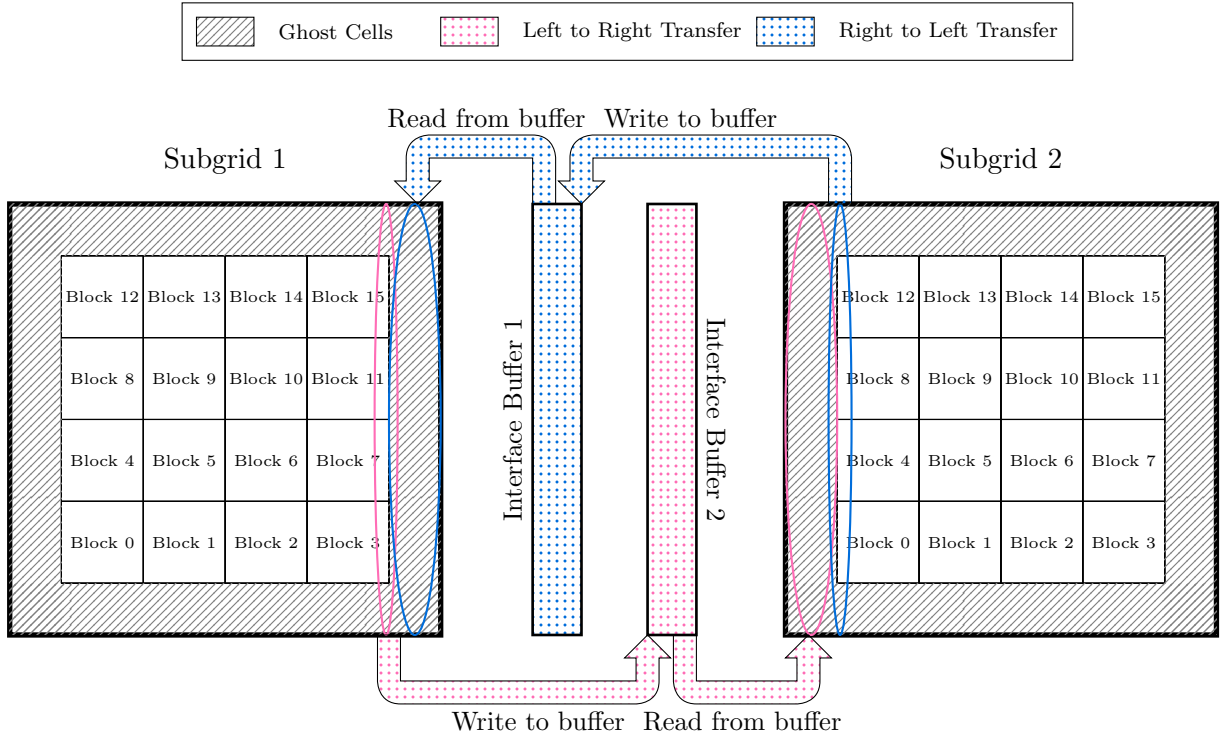 Ghost Cells
Left to Right Transfer
Right to Left Transfer
Read from buffer
Write to buffer
Subgrid 1
Subgrid 2
Block 12 Block 13 Block 14 Block 15
Block 8 Block 9 Block 10 Block 11
Block 4 Block 5 Block 6 Block 7
Block 0 Block 1 Block 2 Block 3
Interface Buffer 1
Interface Buffer 2
Block 12 Block 13 Block 14 Block 15
Block 8 Block 9 Block 10 Block 11
Block 4 Block 5 Block 6 Block 7
Block 0 Block 1 Block 2 Block 3
Write to buffer
Read from buffer